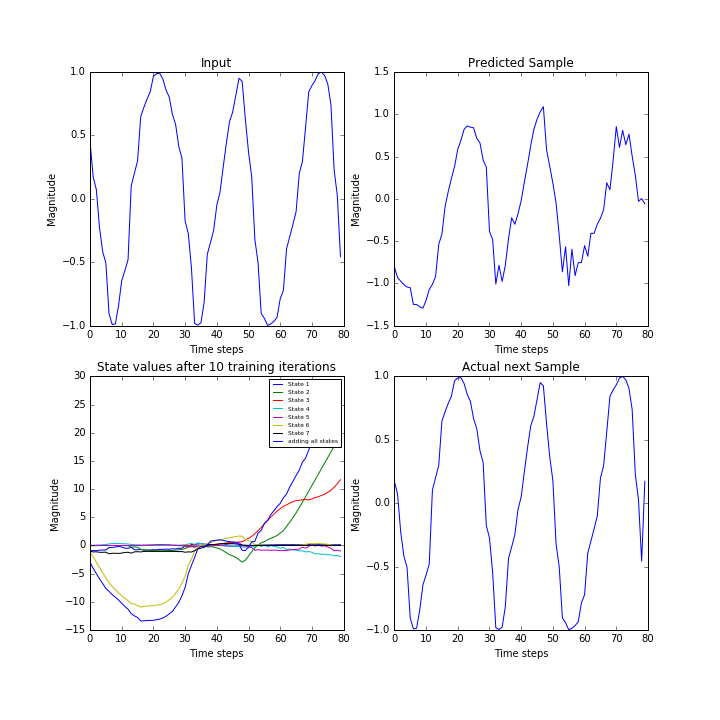 Input
1.0
0.5
0.0
−0.5
−1.0
Magnitude
0 10 20 30 40 50 60 70 80
Time steps
Predicted Sample
1.5
1.0
0.5
0.0
−0.5
−1.0
−1.5
Magnitude
0 10 20 30 40 50 60 70 80
Time steps
State values after 10 training iterations
30
25
20
15
10
5
0
−5
−10
−15
Magnitude
State 1
State 2
State 3
State 4
State 5
State 6
State 7
adding all states
0 10 20 30 40 50 60 70 80
Time steps
Actual next Sample
1.0
0.5
0.0
−0.5
−1.0
Magnitude
0 10 20 30 40 50 60 70 80
Time steps